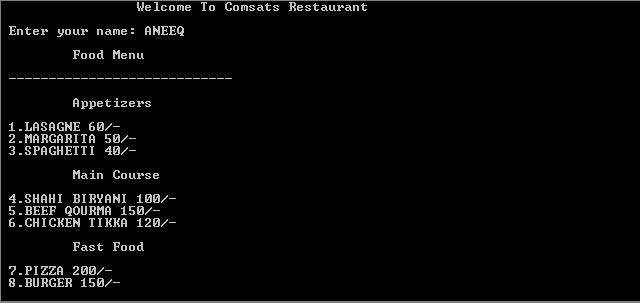 Welcome To Comsats Restaurant
Enter your name: ANEEQ
Food Menu
----------------------------
Appetizers
1.LASAGNE 60/-
2.MARGARITA 50/-
3.SPAGHETTI 40/-
Main Course
4.SHAHI BIRYANI 100/-
5.BEEF QOURMA 150/-
6.CHICKEN TIKKA 120/-
Fast Food
7.PIZZA 200/-
8.BURGER 150/-